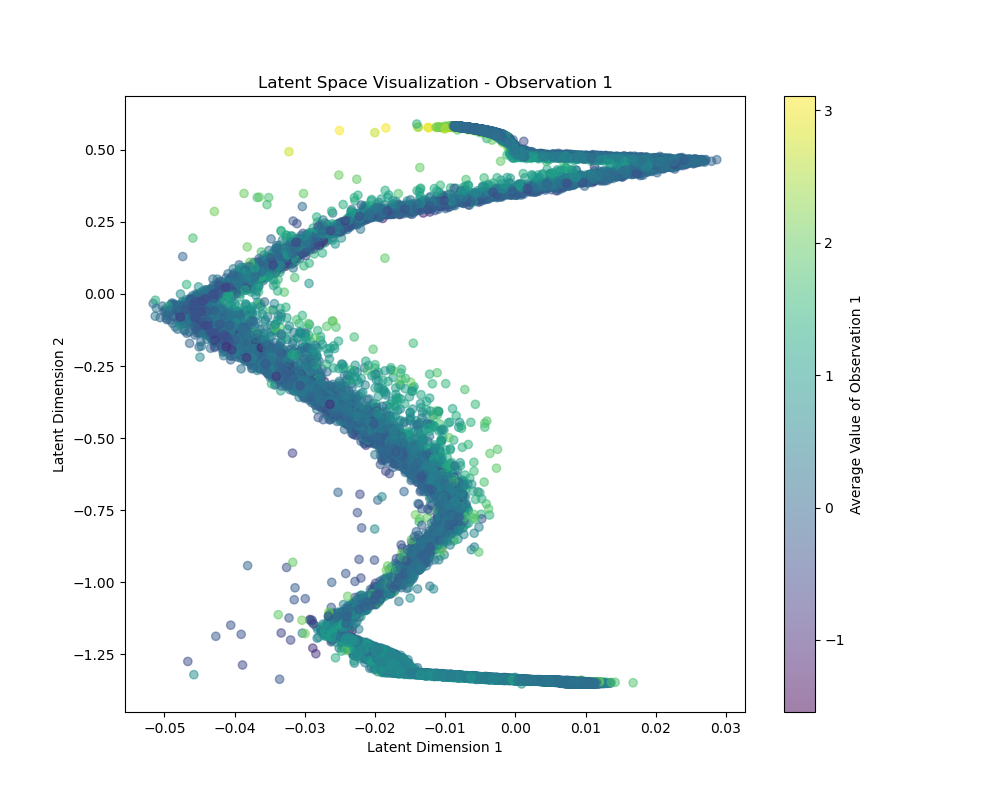 Latent Space Visualization - Observation 1
Latent Dimension 2
0.50
0.25
0.00
−0.25
−0.50
−0.75
−1.00
−1.25
−0.05 −0.04 −0.03 −0.02 −0.01 0.00 0.01 0.02 0.03
Latent Dimension 1
3
2
1
0
−1
Average Value of Observation 1